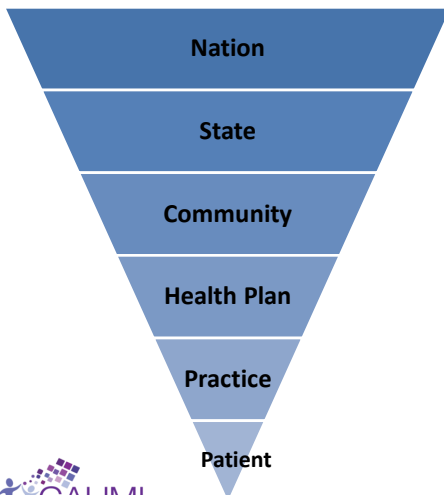 Nation
State
Community
Health Plan
Practice
Patient